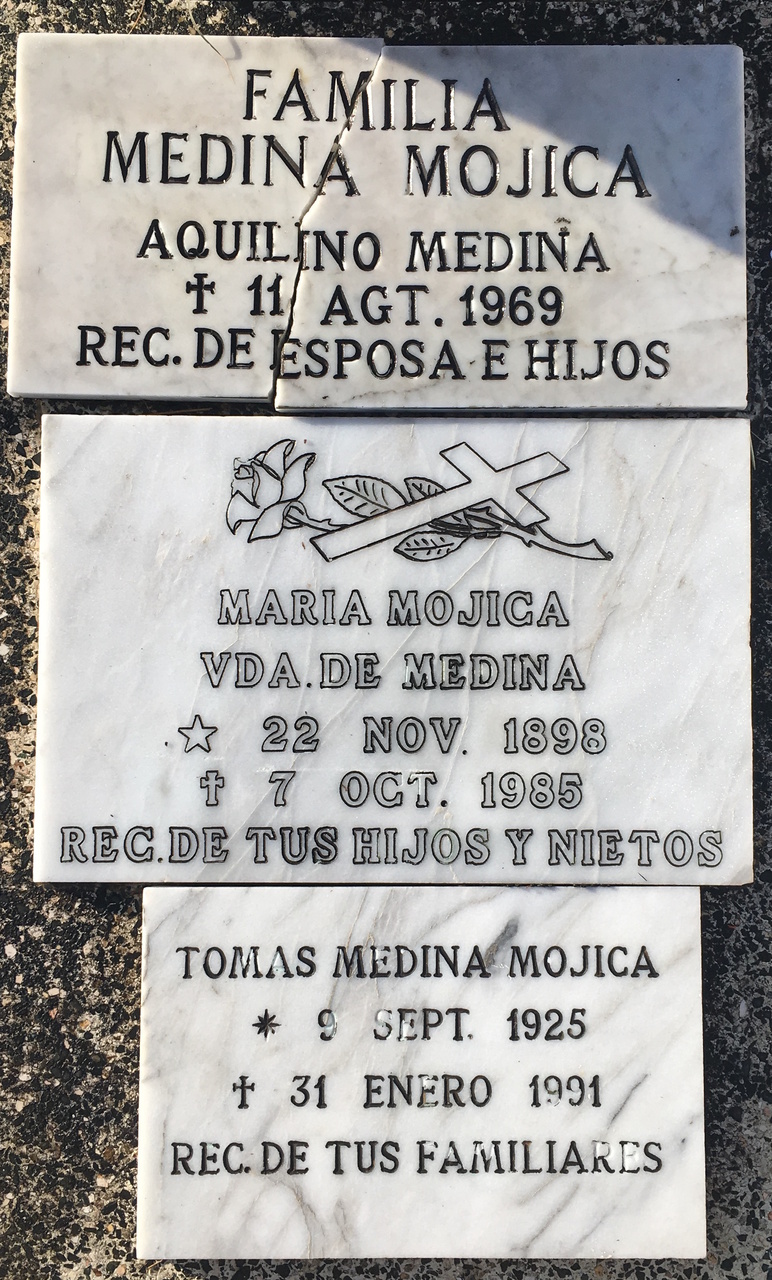 FAMILIA
MEDINA MOJICA
AQUILINO MEDINA
✝ 11 AGT. 1969
REC. DE ESPOSA E HIJOS
MARIA MOJICA
VDA. DE MEDINA
☆ 22 NOV. 1898
✝ 7 OCT. 1985
REC. DE TUS HIJOS Y NIETOS
TOMAS MEDINA MOJICA
* 9 SEPT. 1925
✝ 31 ENERO 1991
REC. DE TUS FAMILIARES